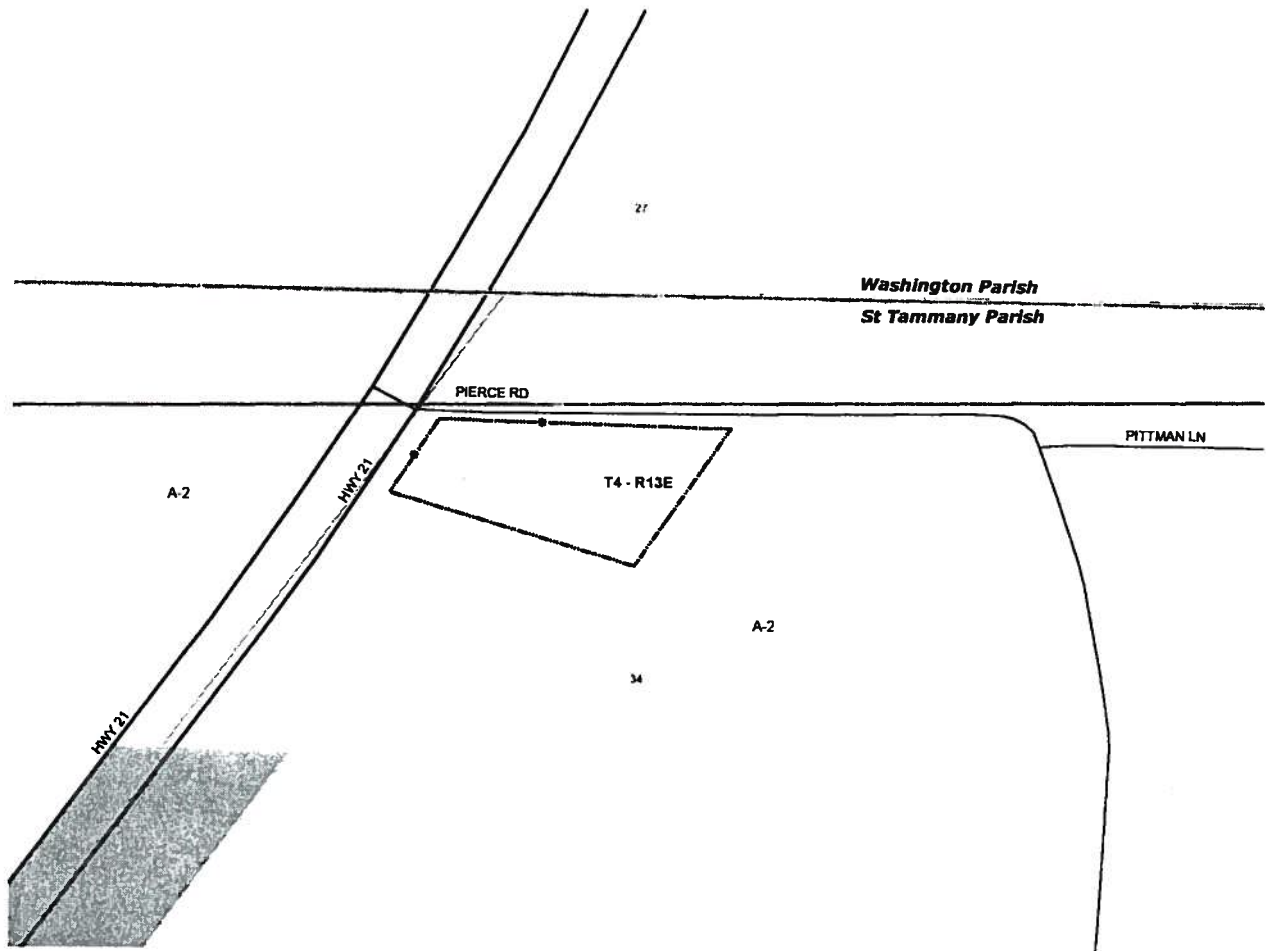 27
Washington Parish
St Tammany Parish
PIERCE RD
PITTMAN LN
HWY 21
T4 - R13E
A-2
A-2
34
HWY 21